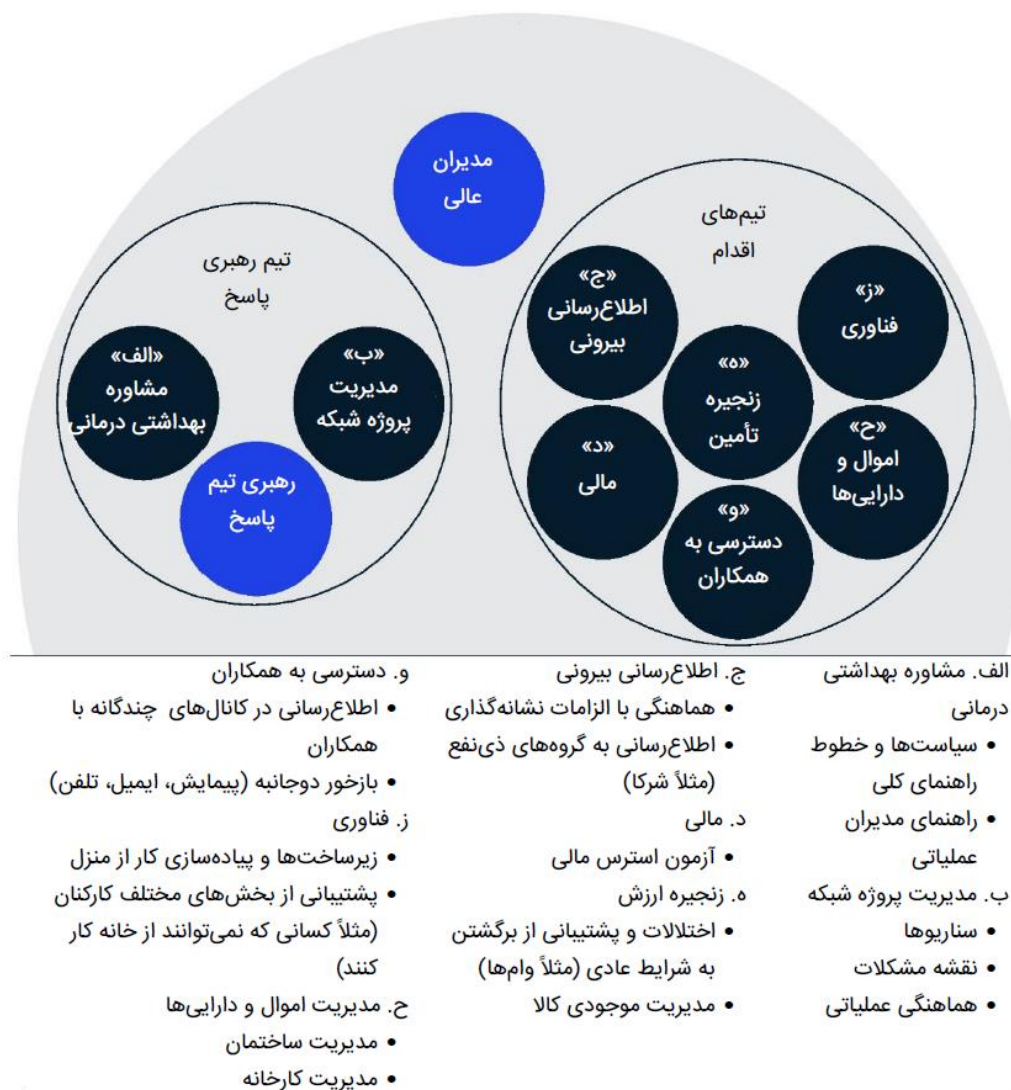 مدیران
عالی
تیم‌های
اقدام
«ج»
اطلاع‌رسانی
بیرونی
«ز»
فناوری
«ه»
زنجیره
تأمین
«د»
مالی
«ح»
اموال و
دارایی‌ها
«و»
دسترسی به
همکاران
تیم رهبری
پاسخ
«ب»
مدیریت
پروژه شبکه
«الف»
مشاوره
بهداشتی درمانی
رهبری تیم
پاسخ
الف. مشاوره بهداشتی
درمانی
• سیاست‌ها و خطوط
راهنمای کلی
• راهنمای مدیران
عملیاتی
ب. مدیریت پروژه شبکه
• سناریوها
• نقشه مشکلات
• هماهنگی عملیاتی
ج. اطلاع‌رسانی بیرونی
• هماهنگی با الزامات نشانه‌گذاری
• اطلاع‌رسانی به گروه‌های ذی‌نفع
(مثلاً شرکا)
د. مالی
• آزمون استرس مالی
ه. زنجیره ارزش
• اختلالات و پشتیبانی از برگشتن
به شرایط عادی (مثلاً وام‌ها)
• مدیریت موجودی کالا
و. دسترسی به همکاران
• اطلاع‌رسانی در کانال‌های چندگانه با
همکاران
• بازخور دوجانبه (پیمایش، ایمیل، تلفن)
ز. فناوری
• زیرساخت‌ها و پیاده‌سازی کار از منزل
• پشتیبانی از بخش‌های مختلف کارکنان
(مثلاً کسانی که نمی‌توانند از خانه کار
کنند)
ح. مدیریت اموال و دارایی‌ها
• مدیریت ساختمان
• مدیریت کارخانه